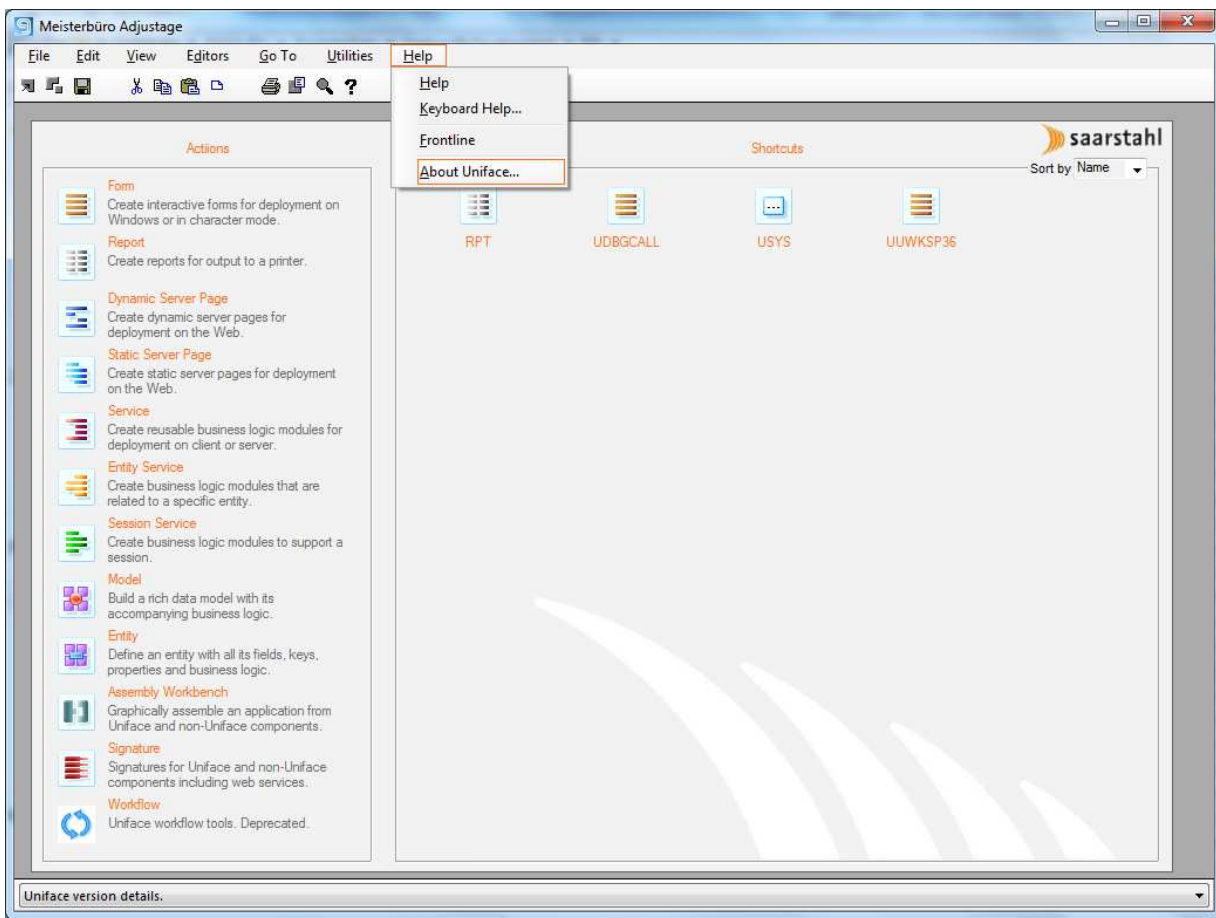 Meisterbüro Adjustage
File Edit View Editors Go To Utilities Help
Help
Keyboard Help...
Frontline
About Uniface...
Actiions
Shortcuts
saarstahl
Sort by Name
Form
Create interactive forms for deployment on
Windows or in character mode.
Report
Create reports for output to a printer.
Dynamic Server Page
Create dynamic server pages for
deployment on the Web.
Static Server Page
Create static server pages for deployment
on the Web.
Service
Create reusable business logic modules for
deployment on client or server.
Entity Service
Create business logic modules that are
related to a specific entity.
Session Service
Create business logic modules to support a
session.
Model
Build a rich data model with its
accompanying business logic.
Entity
Define an entity with all its fields, keys,
properties and business logic.
Assembly Workbench
Graphically assemble an application from
Uniface and non-Uniface components.
Signature
Signatures for Uniface and non-Uniface
components including web services.
Workflow
Uniface workflow tools. Deprecated.
RPT UDBGCALL USYS UUWKSP36
Uniface version details.